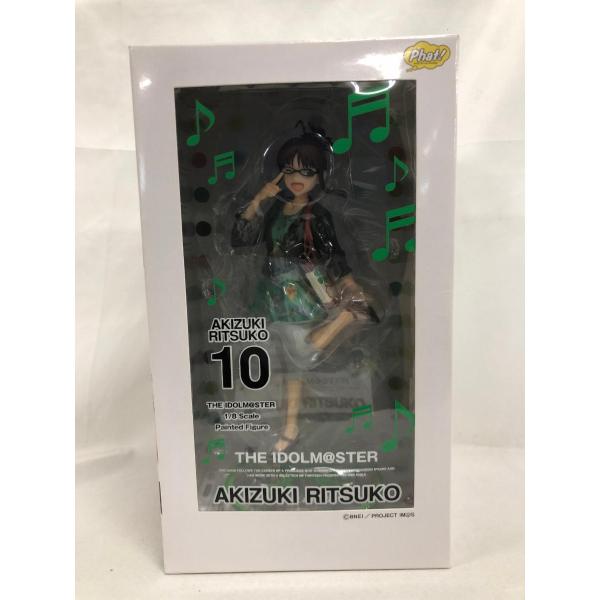 Phat!
AKIZUKI
RITSUKO
10
THE IDOLM@STER
1/8 Scale
Painted Figure
THE IDOLM@STER
AKIZUKI RITSUKO
©BNEI／PROJECT IM@S